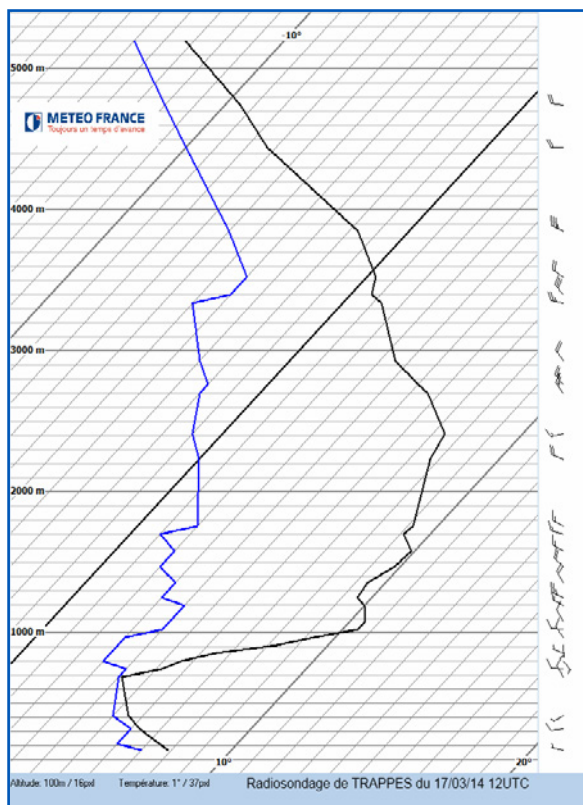 -10°
5000 m
METEO FRANCE
Toujours un temps d'avance
4000 m
3000 m
2000 m
1000 m
10°
20°
Altitude: 100m / 16pxl Température: 1° / 37pxl Radiosondage de TRAPPES du 17/03/14 12UTC